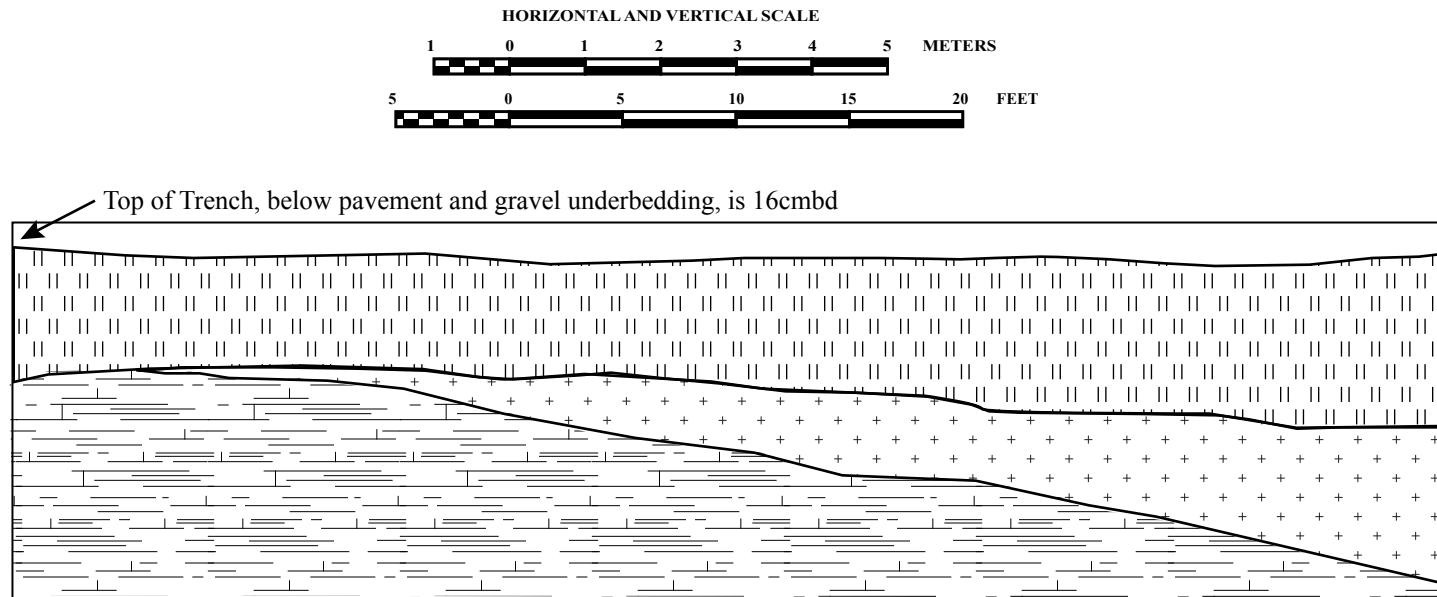 HORIZONTAL AND VERTICAL SCALE
1 0 1 2 3 4 5 METERS
5 0 5 10 15 20 FEET
Top of Trench, below pavement and gravel underbedding, is 16cmbd